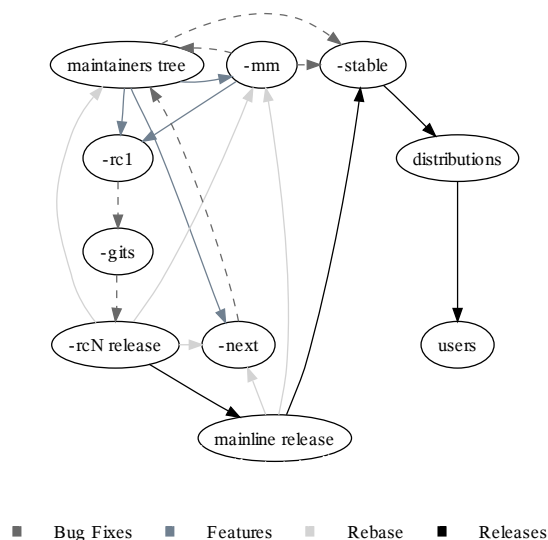 maintainers tree -mm -stable
-rc1 distributions
-gits
-rcN release -next users
mainline release
Bug Fixes Features Rebase Releases